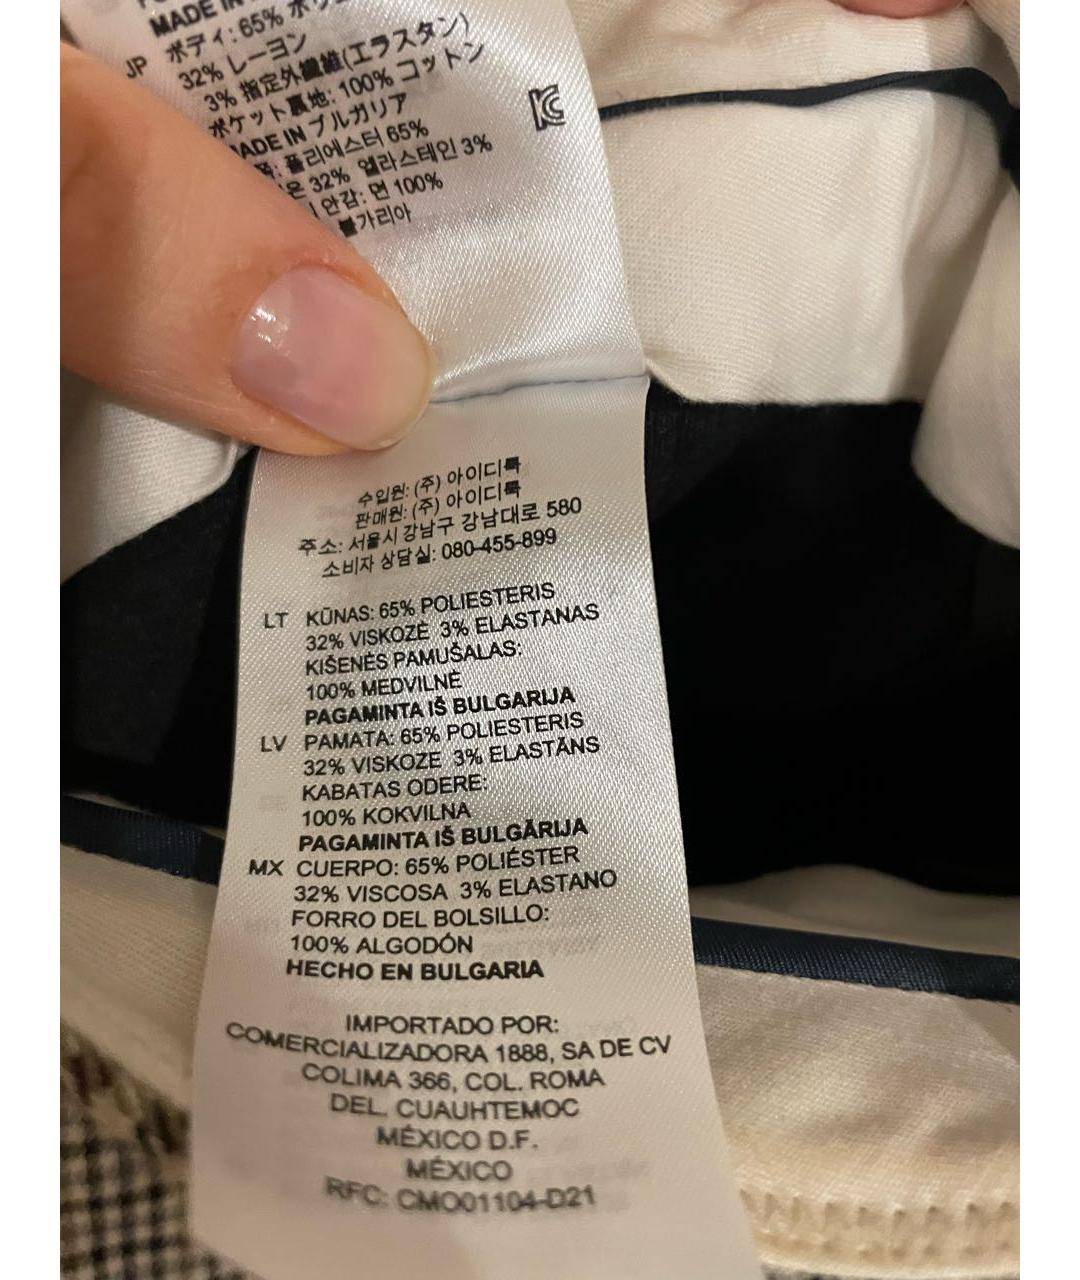 MADE IN
JP ボディ: 65% ポリ
32% レーヨン
3% 指定外繊維(エラスタン)
ポケット裏地: 100% コットン
MADE IN ブルガリア
폴리에스터 65%
32% 엘라스테인 3%
안감: 면 100%
불가리아
수입원: (주) 아이디룩
판매원: (주) 아이디룩
주소: 서울시 강남구 강남대로 580
소비자 상담실: 080-455-899
LT KŪNAS: 65% POLIESTERIS
32% VISKOZĖ 3% ELASTANAS
KIŠENĖS PAMUŠALAS:
100% MEDVILNĖ
PAGAMINTA IŠ BULGARIJA
LV PAMATA: 65% POLIESTERIS
32% VISKOZE 3% ELASTĀNS
KABATAS ODERE:
100% KOKVILNA
PAGAMINTA IŠ BULGĀRIJA
MX CUERPO: 65% POLIÉSTER
32% VISCOSA 3% ELASTANO
FORRO DEL BOLSILLO:
100% ALGODÓN
HECHO EN BULGARIA
IMPORTADO POR:
COMERCIALIZADORA 1888, SA DE CV
COLIMA 366, COL. ROMA
DEL. CUAUHTEMOC
MÉXICO D.F.
MÉXICO
RFC: CMO01104-D21